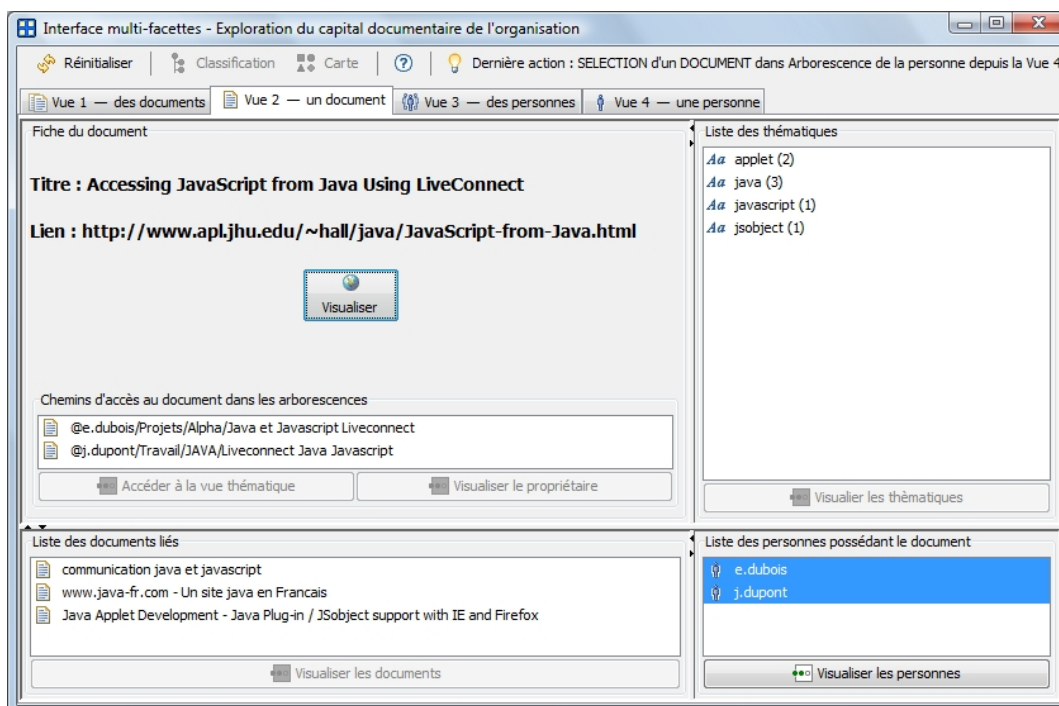 Interface multi-facettes - Exploration du capital documentaire de l'organisation
Réinitialiser Classification Carte ? Dernière action : SELECTION d'un DOCUMENT dans Arborescence de la personne depuis la Vue 4
Vue 1 — des documents Vue 2 — un document Vue 3 — des personnes Vue 4 — une personne
Fiche du document
Titre : Accessing JavaScript from Java Using LiveConnect
Lien : http://www.apl.jhu.edu/~hall/java/JavaScript-from-Java.html
Visualiser
Chemins d'accès au document dans les arborescences
@e.dubois/Projets/Alpha/Java et Javascript Liveconnect
@j.dupont/Travail/JAVA/Liveconnect Java Javascript
Accéder à la vue thématique Visualiser le propriétaire
Liste des thématiques
Aa applet (2)
Aa java (3)
Aa javascript (1)
Aa jsobject (1)
Visualier les thèmatiques
Liste des documents liés
communication java et javascript
www.java-fr.com - Un site java en Francais
Java Applet Development - Java Plug-in / JSobject support with IE and Firefox
Visualiser les documents
Liste des personnes possédant le document
e.dubois
j.dupont
Visualiser les personnes